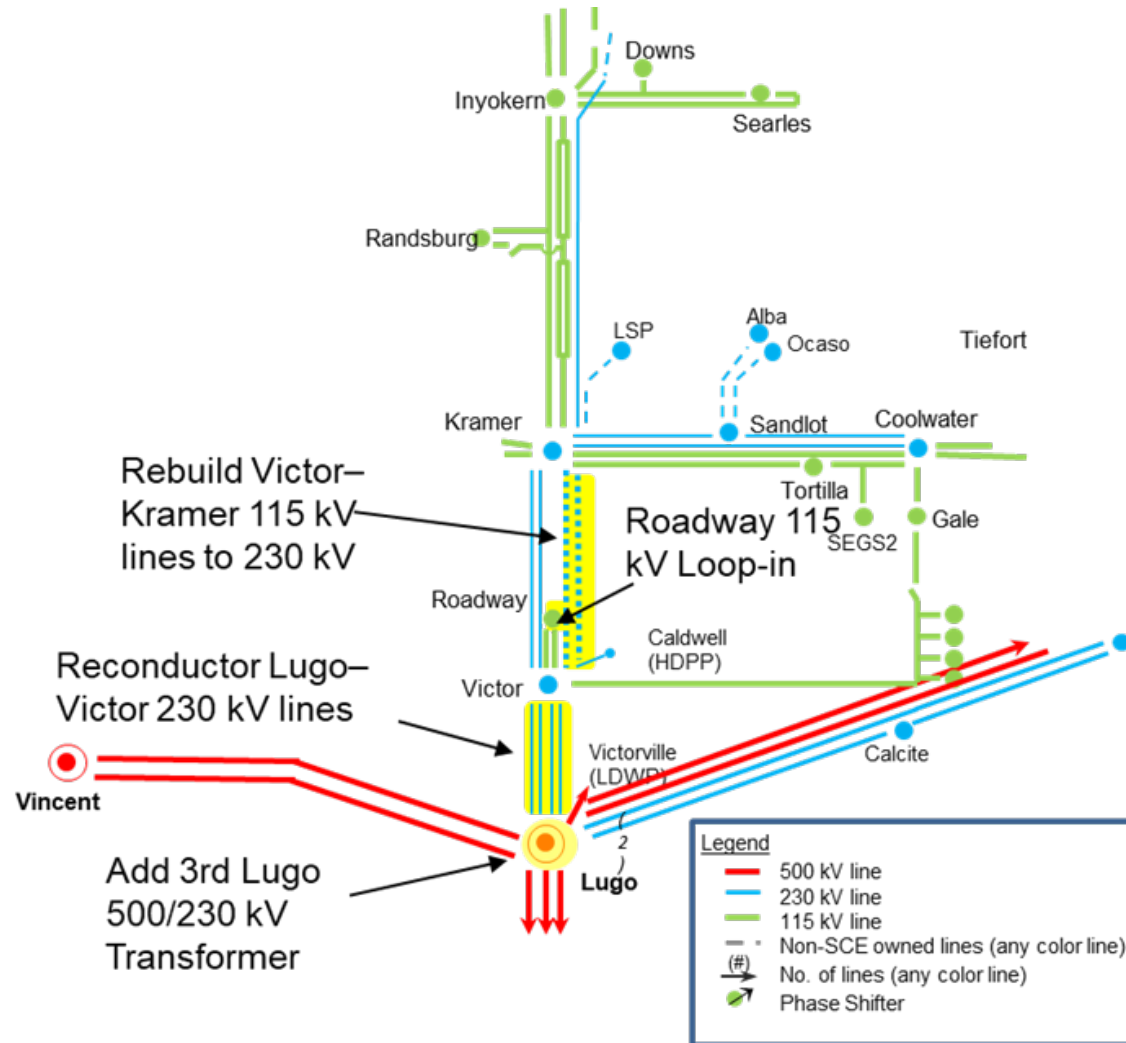 Downs
Inyokern
Searles
Randsburg
LSP
Alba
Ocaso
Tiefort
Kramer
Sandlot
Coolwater
Rebuild Victor–
Kramer 115 kV
lines to 230 kV
Tortilla
Roadway 115
kV Loop-in
SEGS2
Gale
Roadway
Caldwell
(HDPP)
Reconductor Lugo–
Victor 230 kV lines
Victor
Victorville
(LDWP)
Calcite
Vincent
(2)
Add 3rd Lugo
500/230 kV
Transformer
Lugo
Legend
500 kV line
230 kV line
115 kV line
Non-SCE owned lines (any color line)
(#)
No. of lines (any color line)
Phase Shifter